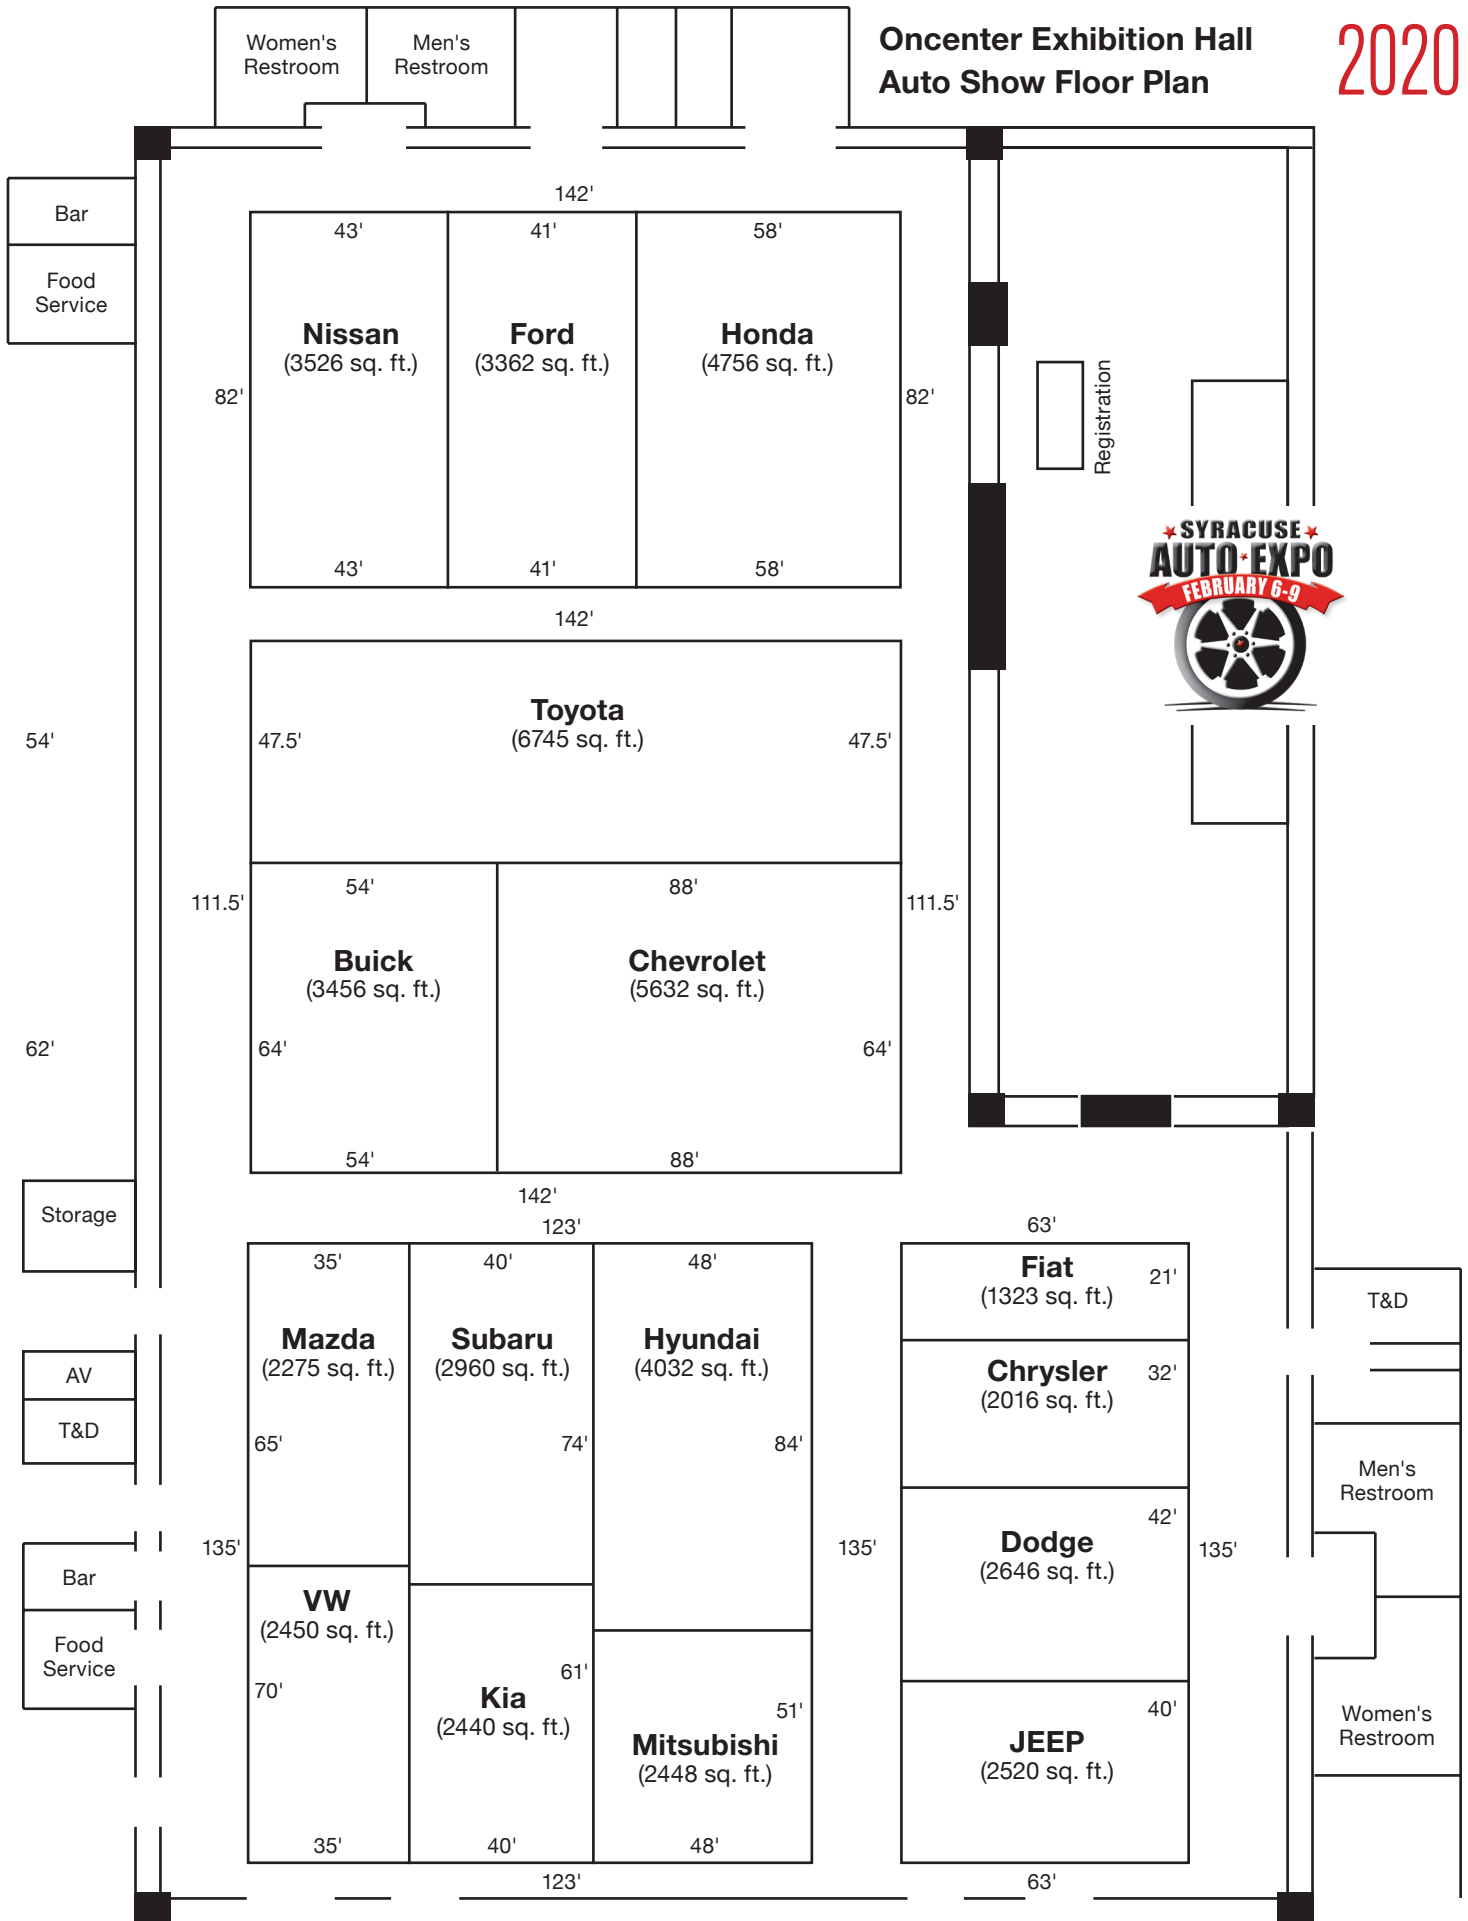 Oncenter Exhibition Hall
Auto Show Floor Plan
2020
Women's
Restroom
Men's
Restroom
Bar
Food
Service
142'
43'
41'
58'
Nissan
(3526 sq. ft.)
Ford
(3362 sq. ft.)
Honda
(4756 sq. ft.)
82'
82'
Registration
43'
41'
58'
142'
SYRACUSE
AUTO EXPO
FEBRUARY 6-9
Toyota
(6745 sq. ft.)
54'
47.5'
47.5'
54'
88'
111.5'
111.5'
Buick
(3456 sq. ft.)
Chevrolet
(5632 sq. ft.)
62'
64'
64'
54'
88'
142'
Storage
123'
63'
35'
40'
48'
Fiat
(1323 sq. ft.)
21'
T&D
Mazda
(2275 sq. ft.)
Subaru
(2960 sq. ft.)
Hyundai
(4032 sq. ft.)
Chrysler
(2016 sq. ft.)
32'
AV
T&D
65'
74'
84'
Men's
Restroom
135'
135'
Dodge
(2646 sq. ft.)
42'
135'
Bar
Food
Service
VW
(2450 sq. ft.)
70'
61'
Kia
(2440 sq. ft.)
51'
Mitsubishi
(2448 sq. ft.)
40'
JEEP
(2520 sq. ft.)
Women's
Restroom
35'
40'
48'
123'
63'